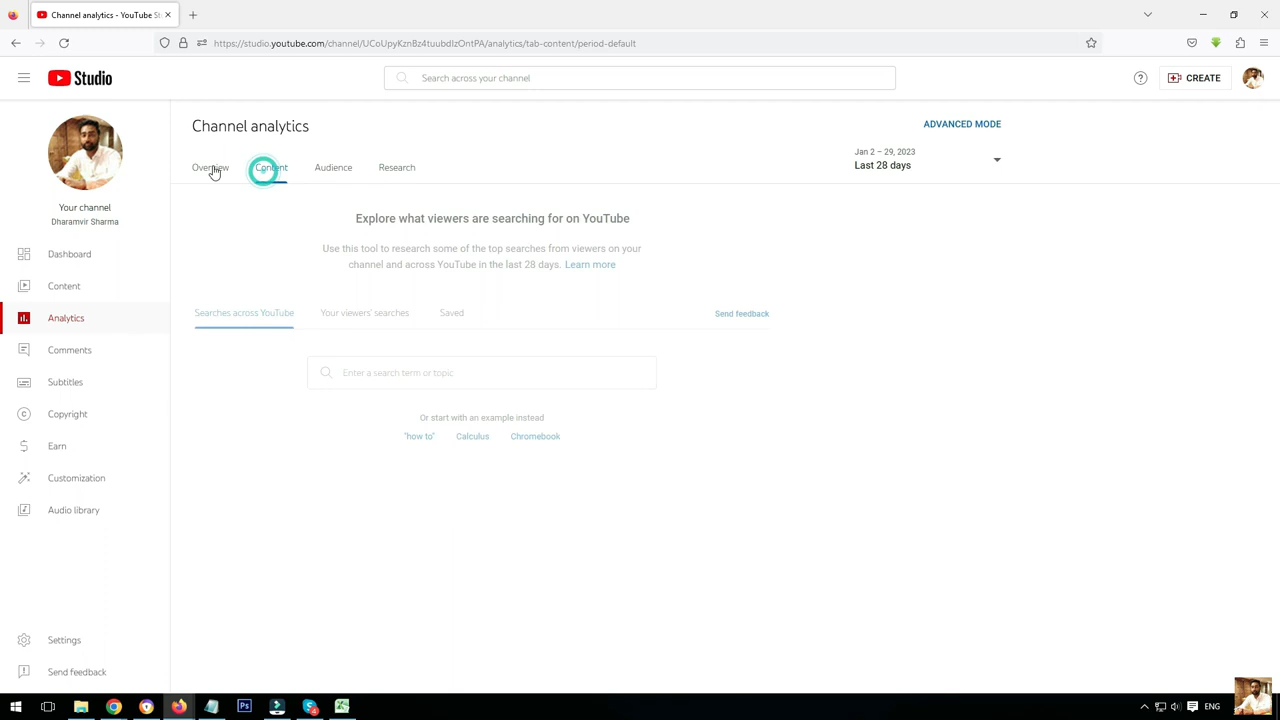 Channel analytics - YouTube St
https://studio.youtube.com/channel/UCoUpyKznBz4tuubdIzOntPA/analytics/tab-content/period-default
Studio
Search across your channel
CREATE
Channel analytics
ADVANCED MODE
Overview
Content
Audience
Research
Jan 2 – 29, 2023
Last 28 days
Your channel
Dharamvir Sharma
Dashboard
Content
Analytics
Comments
Subtitles
Copyright
Earn
Customization
Audio library
Settings
Send feedback
Explore what viewers are searching for on YouTube
Use this tool to research some of the top searches from viewers on your
channel and across YouTube in the last 28 days. Learn more
Searches across YouTube
Your viewers' searches
Saved
Send feedback
Enter a search term or topic
Or start with an example instead
"how to"
Calculus
Chromebook
ENG